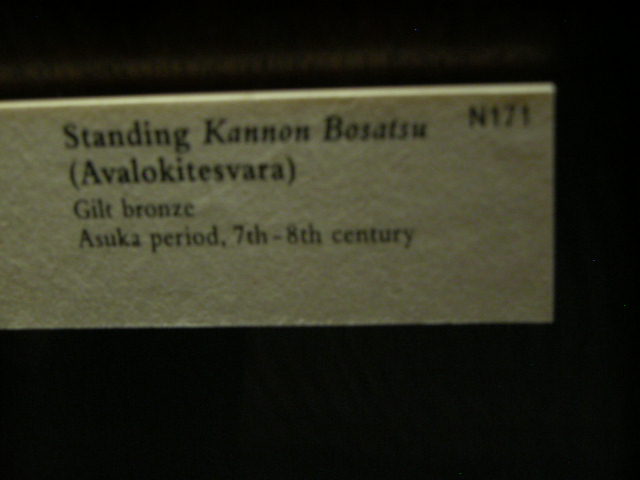 Standing Kannon Bosatsu N171
(Avalokitesvara)
Gilt bronze
Asuka period, 7th-8th century